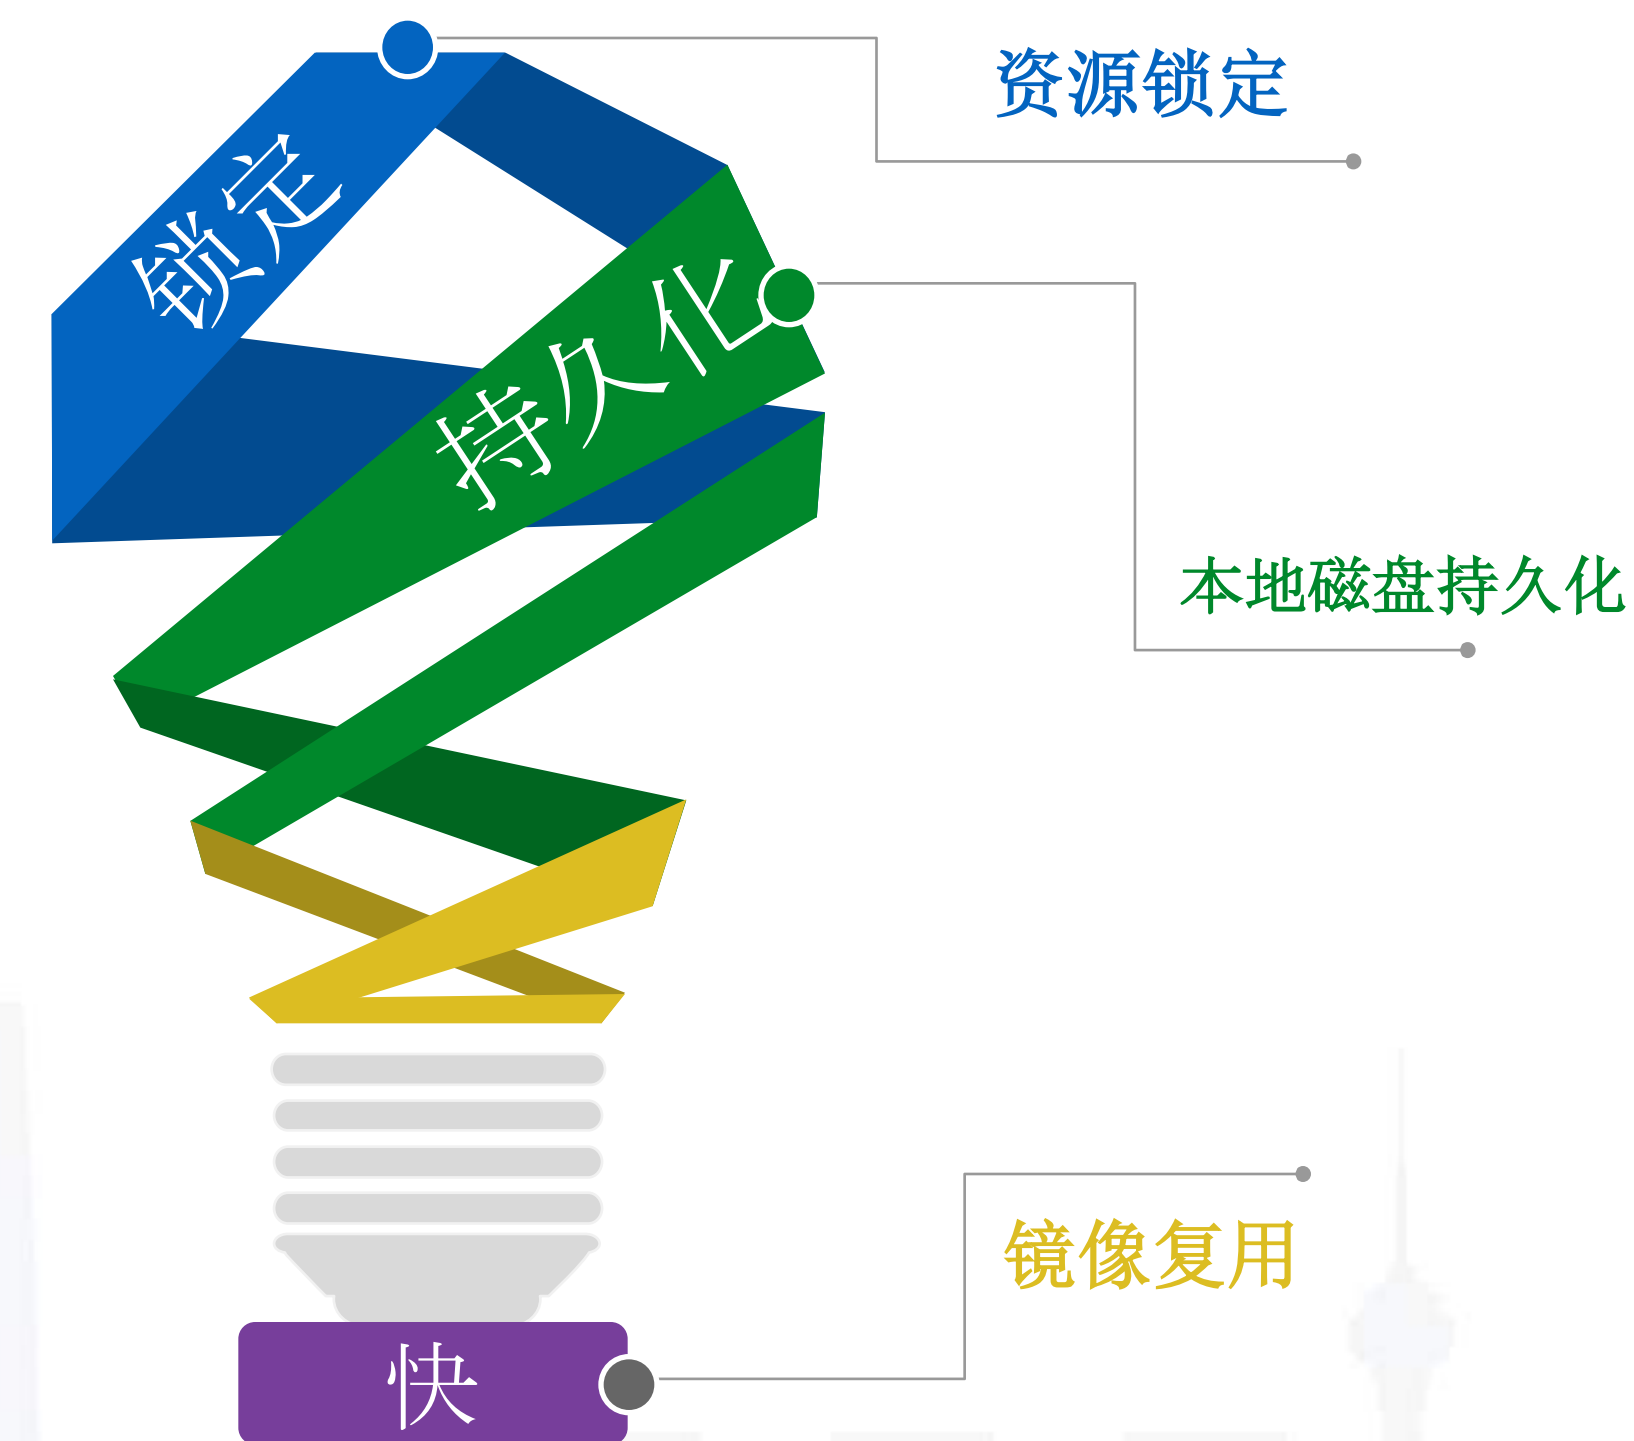 资源锁定
锁定
持久化
本地磁盘持久化
镜像复用
快